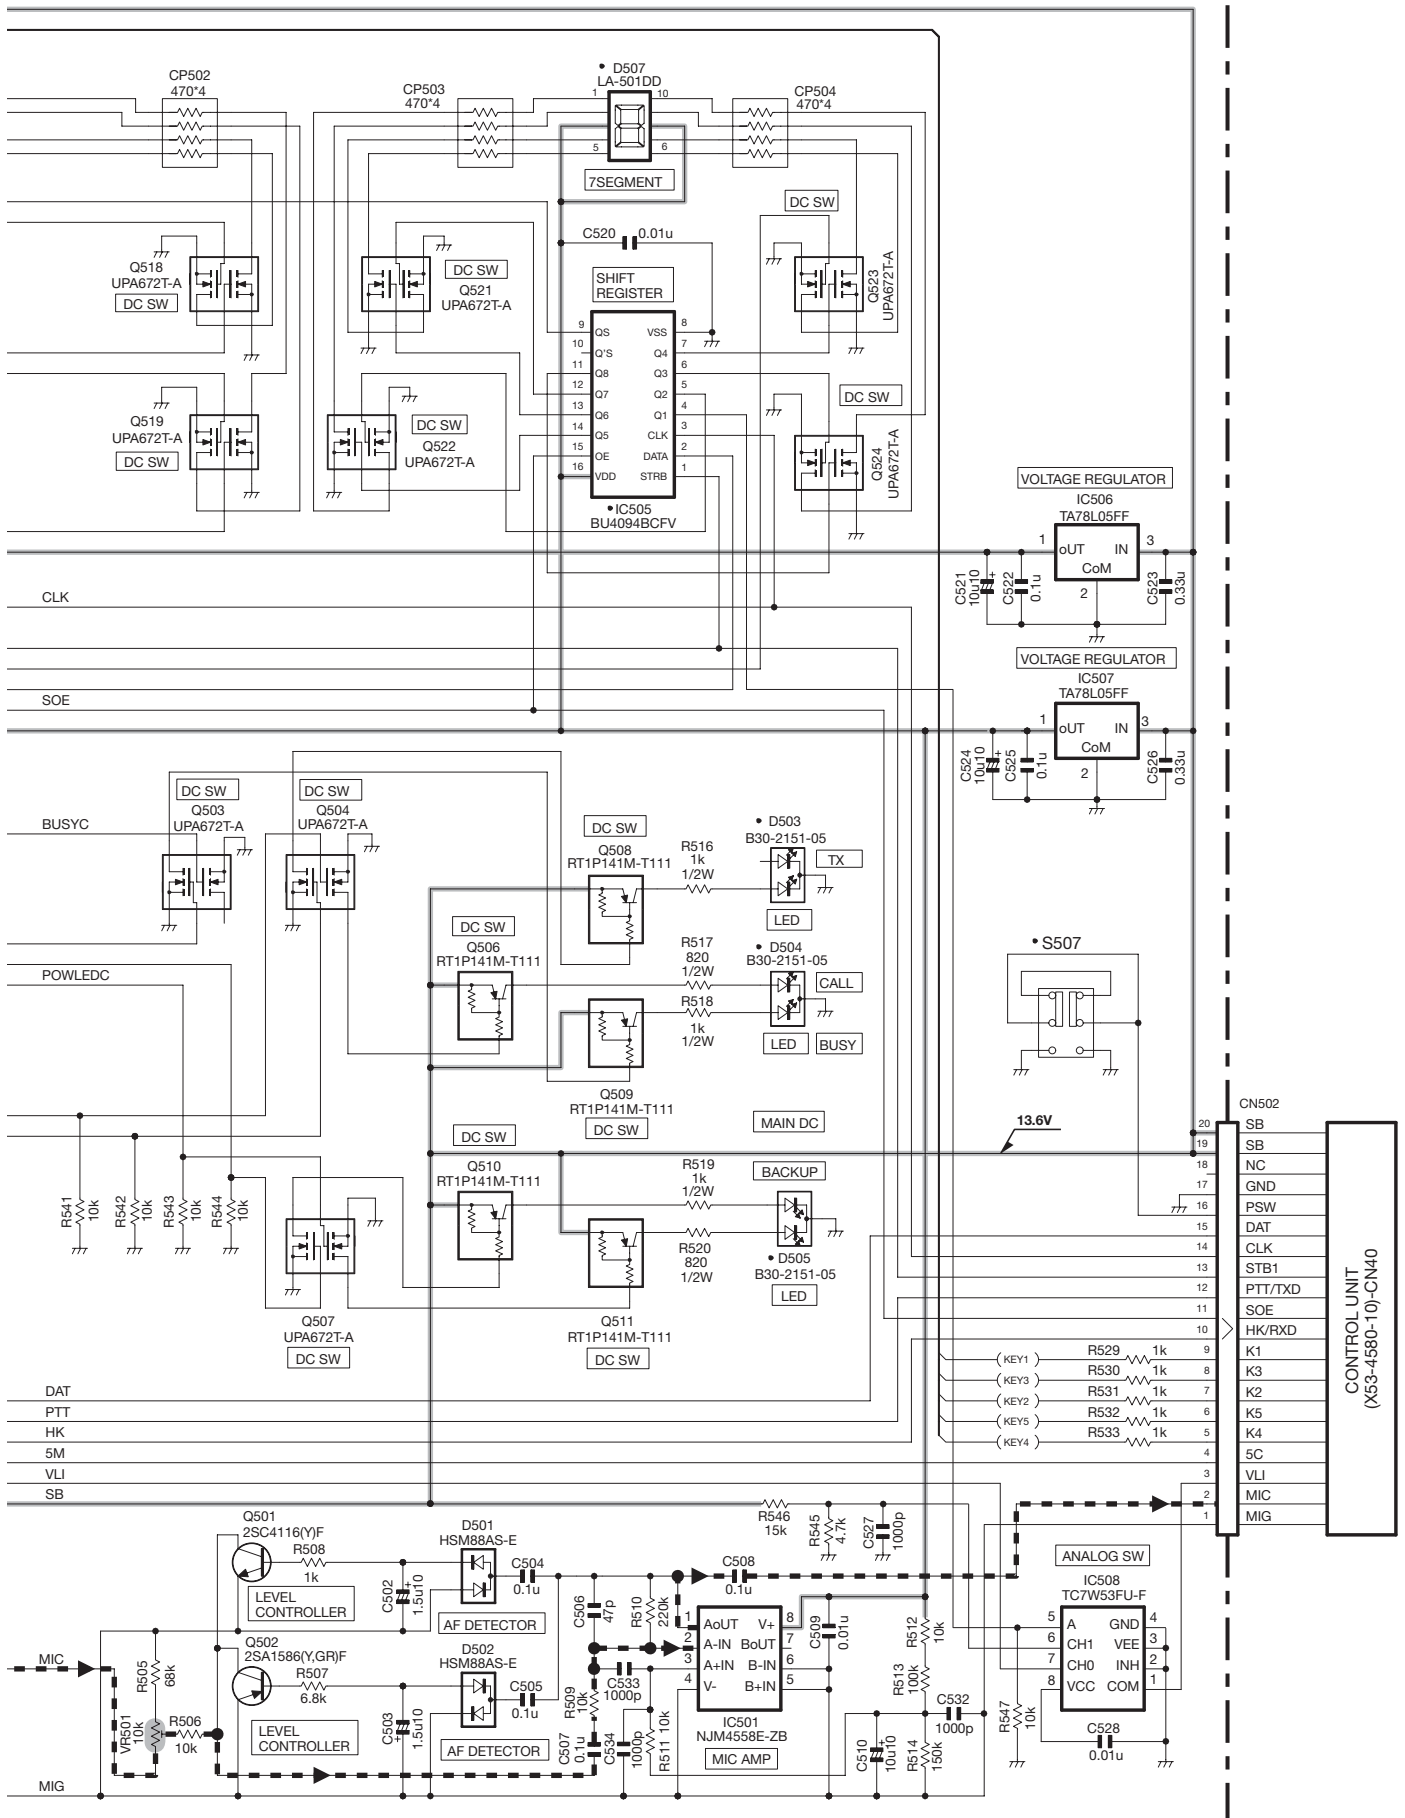 CP502
470*4
CP503
470*4
• D507
LA-501DD
1
10
5
6
7SEGMENT
CP504
470*4
DC SW
C520 0.01u
Q518
UPA672T-A
DC SW
DC SW
Q521
UPA672T-A
SHIFT
REGISTER
Q523
UPA672T-A
9 QS VSS 8
10 Q'S Q4 7
11 Q8 Q3 6
12 Q7 Q2 5
13 Q6 Q1 4
14 Q5 CLK 3
15 OE DATA 2
16 VDD STRB 1
• IC505
BU4094BCFV
Q519
UPA672T-A
DC SW
DC SW
Q522
UPA672T-A
DC SW
Q524
UPA672T-A
VOLTAGE REGULATOR
IC506
TA78L05FF
1 oUT IN 3
CoM
2
C521
10u10
+
C522
0.1u
C523
0.33u
CLK
VOLTAGE REGULATOR
IC507
TA78L05FF
1 oUT IN 3
CoM
2
C524
10u10
+
C525
0.1u
C526
0.33u
SOE
DC SW
Q503
UPA672T-A
DC SW
Q504
UPA672T-A
BUSYC
DC SW
Q508
RT1P141M-T111
R516
1k
1/2W
• D503
B30-2151-05
TX
LED
DC SW
Q506
RT1P141M-T111
R517
820
1/2W
R518
1k
1/2W
• D504
B30-2151-05
CALL
LED
BUSY
• S507
POWLEDC
Q509
RT1P141M-T111
DC SW
MAIN DC
13.6V
DC SW
Q510
RT1P141M-T111
R519
1k
1/2W
BACKUP
R541
10k
R542
10k
R543
10k
R544
10k
R520
820
1/2W
• D505
B30-2151-05
LED
Q507
UPA672T-A
DC SW
Q511
RT1P141M-T111
DC SW
CN502
20 SB
19 SB
18 NC
17 GND
16 PSW
15 DAT
14 CLK
13 STB1
12 PTT/TXD
11 SOE
10 HK/RXD
9 K1
8 K3
7 K2
6 K5
5 K4
4 5C
3 VLI
2 MIC
1 MIG
CONTROL UNIT
(X53-4580-10)-CN40
KEY1 R529 1k
KEY3 R530 1k
KEY2 R531 1k
KEY5 R532 1k
KEY4 R533 1k
DAT
PTT
HK
5M
VLI
SB
Q501
2SC4116(Y)F
R508
1k
LEVEL
CONTROLLER
D501
HSM88AS-E
C502
1.5u10
+
C504
0.1u
AF DETECTOR
R546
15k
R545
4.7k
C527
1000p
C508
0.1u
C506
47p
R510
220k
1 AoUT V+ 8
2 A-IN BoUT 7
3 A+IN B-IN 6
4 V- B+IN 5
IC501
NJM4558E-ZB
MIC AMP
C509
0.01u
R512
10k
R513
100k
ANALOG SW
IC508
TC7W53FU-F
5 A GND 4
6 CH1 VEE 3
7 CH0 INH 2
8 VCC COM 1
Q502
2SA1586(Y,GR)F
R507
6.8k
D502
HSM88AS-E
C505
0.1u
MIC
R505
68k
VR501
10k
R506
10k
LEVEL
CONTROLLER
C503
1.5u10
+
AF DETECTOR
C533
1000p
R509
10k
C507
0.1u
C534
1000p
R511 10k
C510
10u10
+
R514
150k
C532
1000p
R547
10k
C528
0.01u
MIG